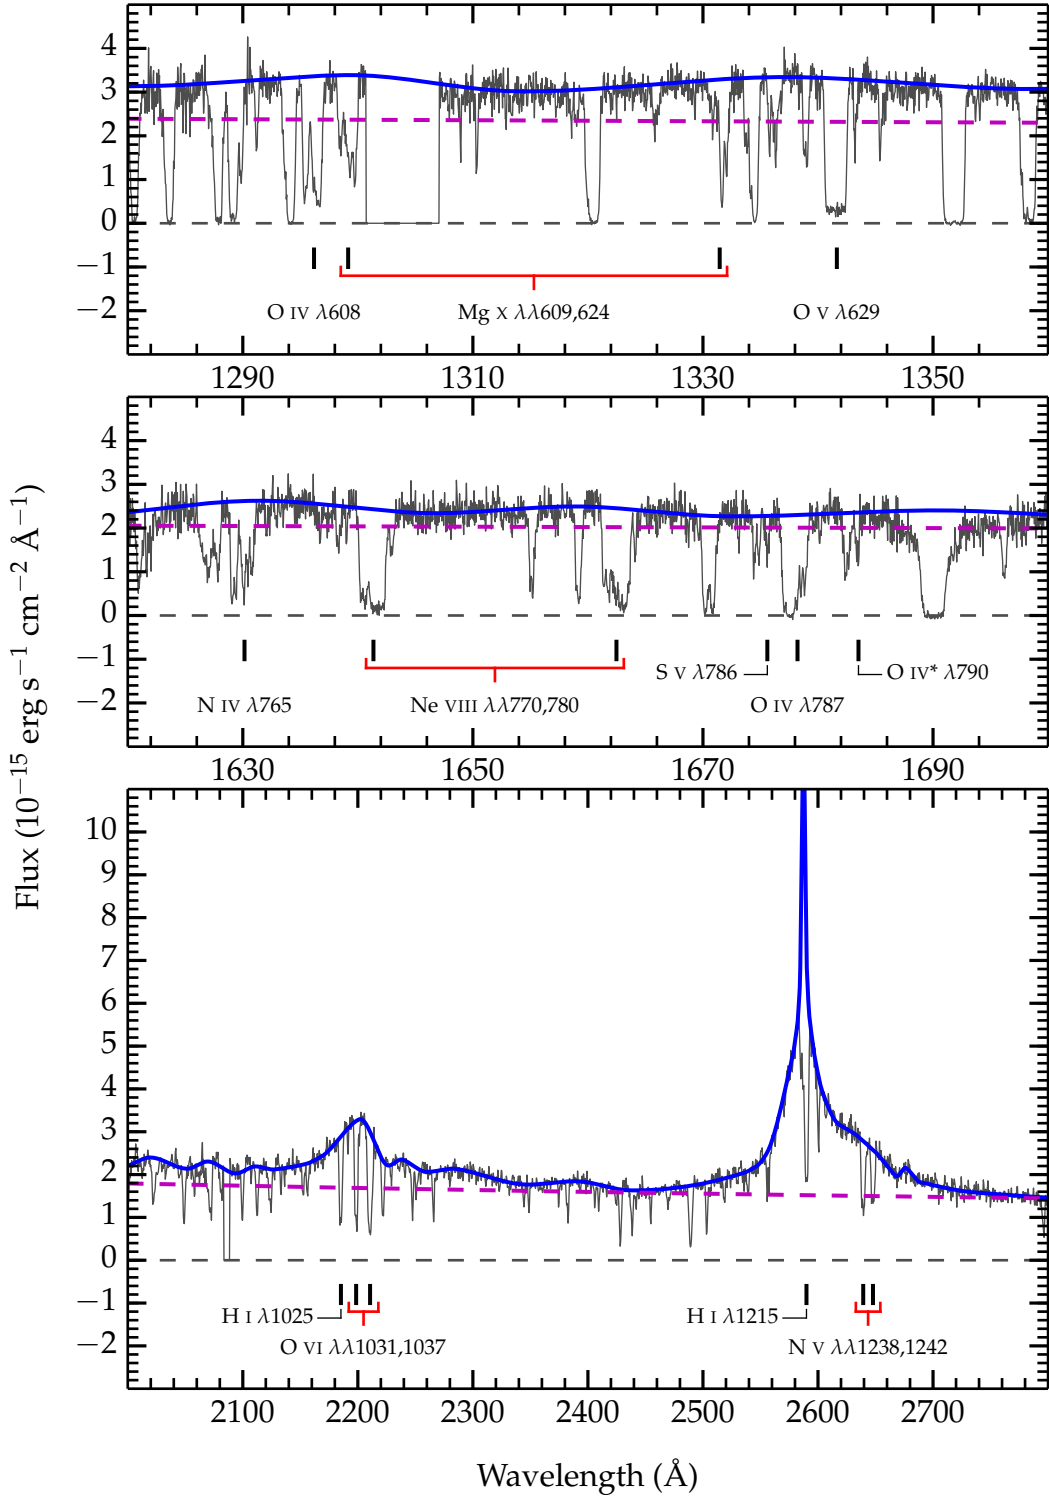 4
3
2
1
0
−1
−2
O IV λ608
Mg X λλ609,624
O V λ629
1290 1310 1330 1350
4
3
2
1
0
−1
−2
S V λ786
O IV* λ790
N IV λ765
Ne VIII λλ770,780
O IV λ787
1630 1650 1670 1690
Flux (10−15 erg s−1 cm−2 Å−1)
10
9
8
7
6
5
4
3
2
1
0
−1
−2
H I λ1025
H I λ1215
O VI λλ1031,1037
N V λλ1238,1242
2100 2200 2300 2400 2500 2600 2700
Wavelength (Å)